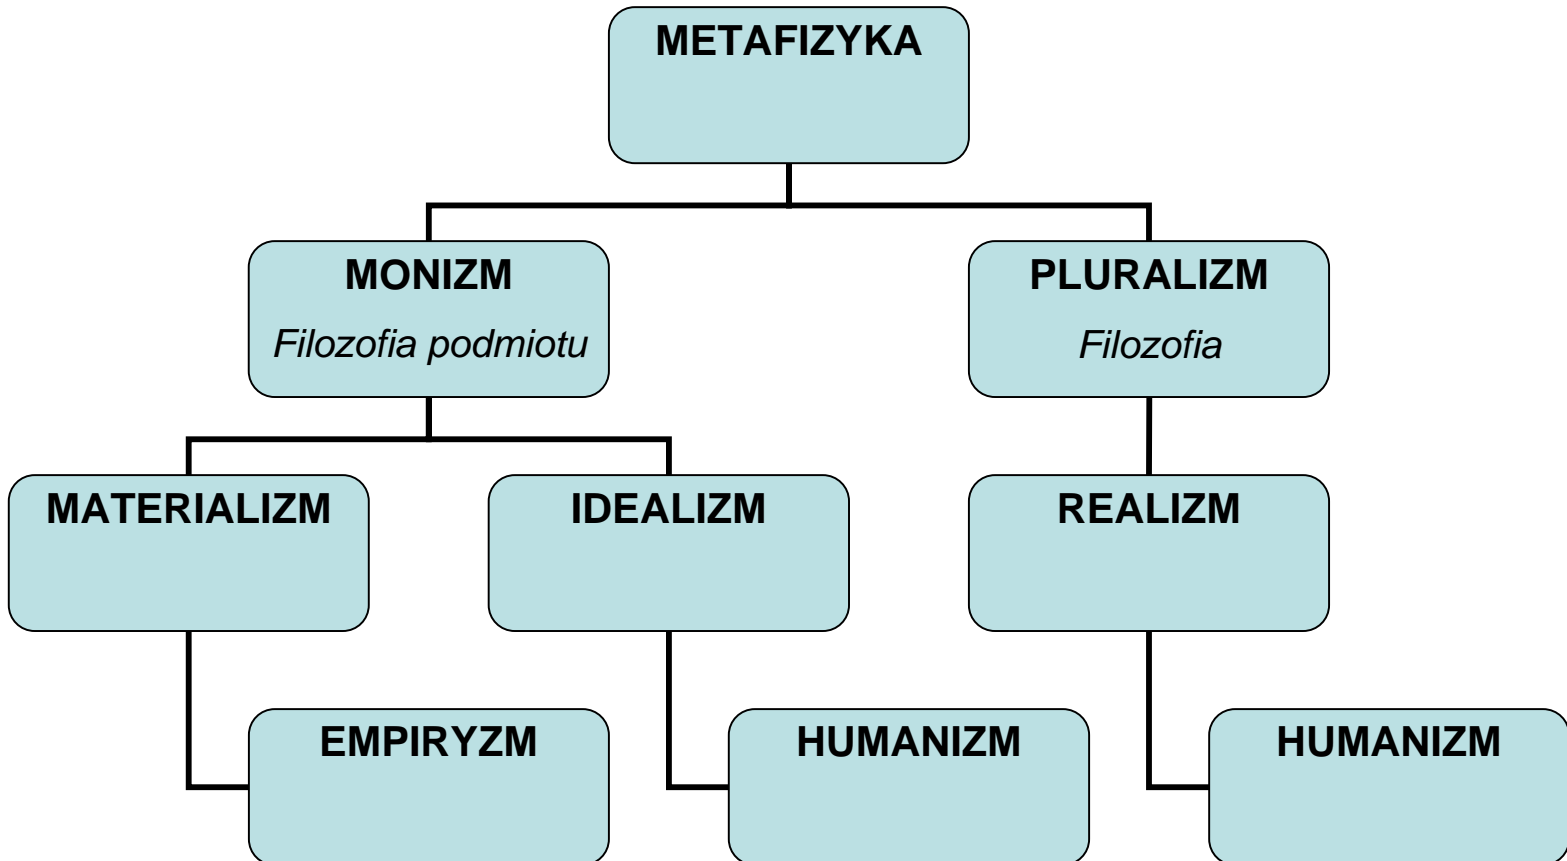 METAFIZYKA
MONIZM
Filozofia podmiotu
PLURALIZM
Filozofia
MATERIALIZM
IDEALIZM
REALIZM
EMPIRYZM
HUMANIZM
HUMANIZM